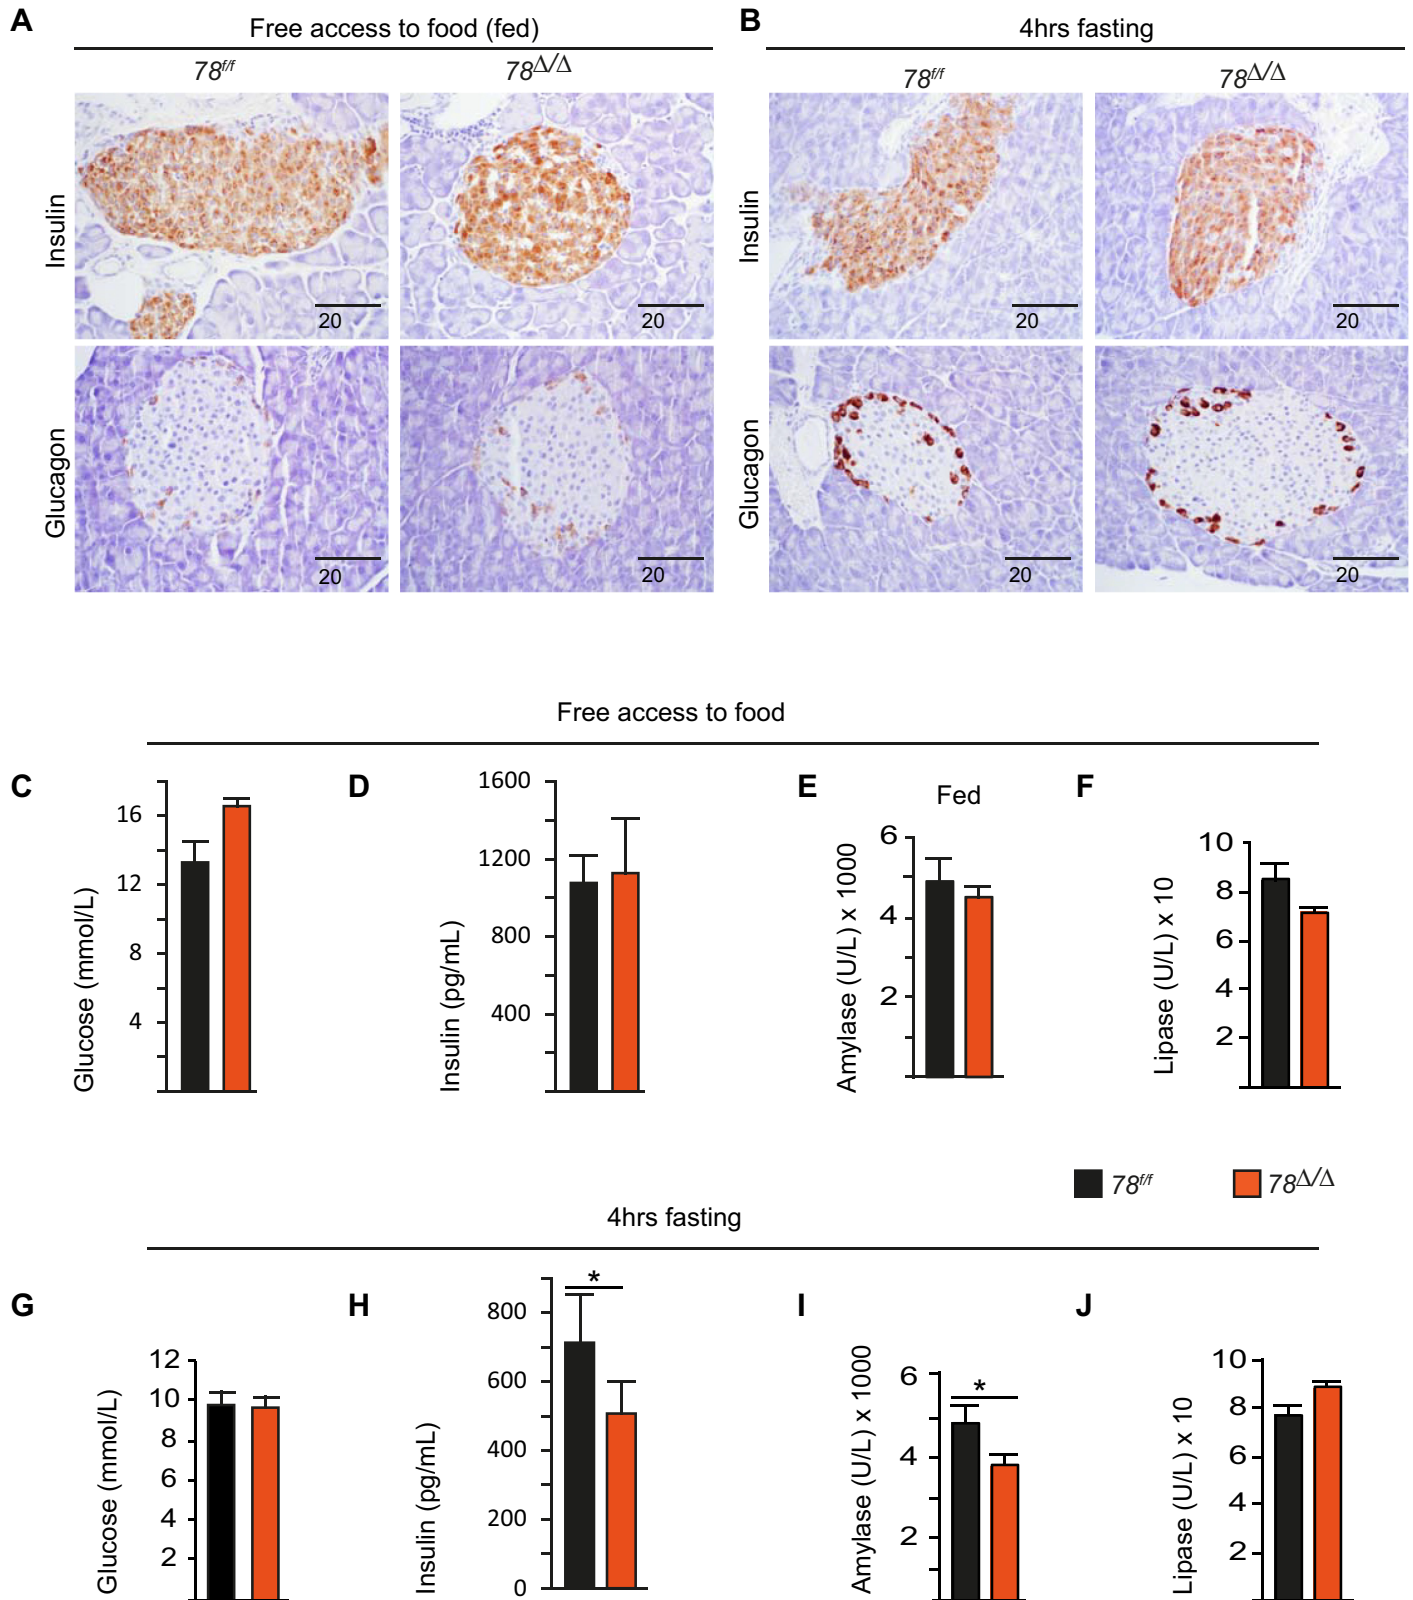 A
Free access to food (fed)
78f/f
78Δ/Δ
B
4hrs fasting
78f/f
78Δ/Δ
Insulin
20
20
Insulin
20
20
Glucagon
20
20
Glucagon
20
20
Free access to food
C
Glucose (mmol/L)
16
12
8
4
D
Insulin (pg/mL)
1600
1200
800
400
E
Fed
Amylase (U/L) x 1000
6
4
2
F
Lipase (U/L) x 10
10
8
6
4
2
78f/f
78Δ/Δ
4hrs fasting
G
Glucose (mmol/L)
12
10
8
6
4
2
H
Insulin (pg/mL)
800
600
400
200
0
*
I
Amylase (U/L) x 1000
6
4
2
*
J
Lipase (U/L) x 10
10
8
6
4
2